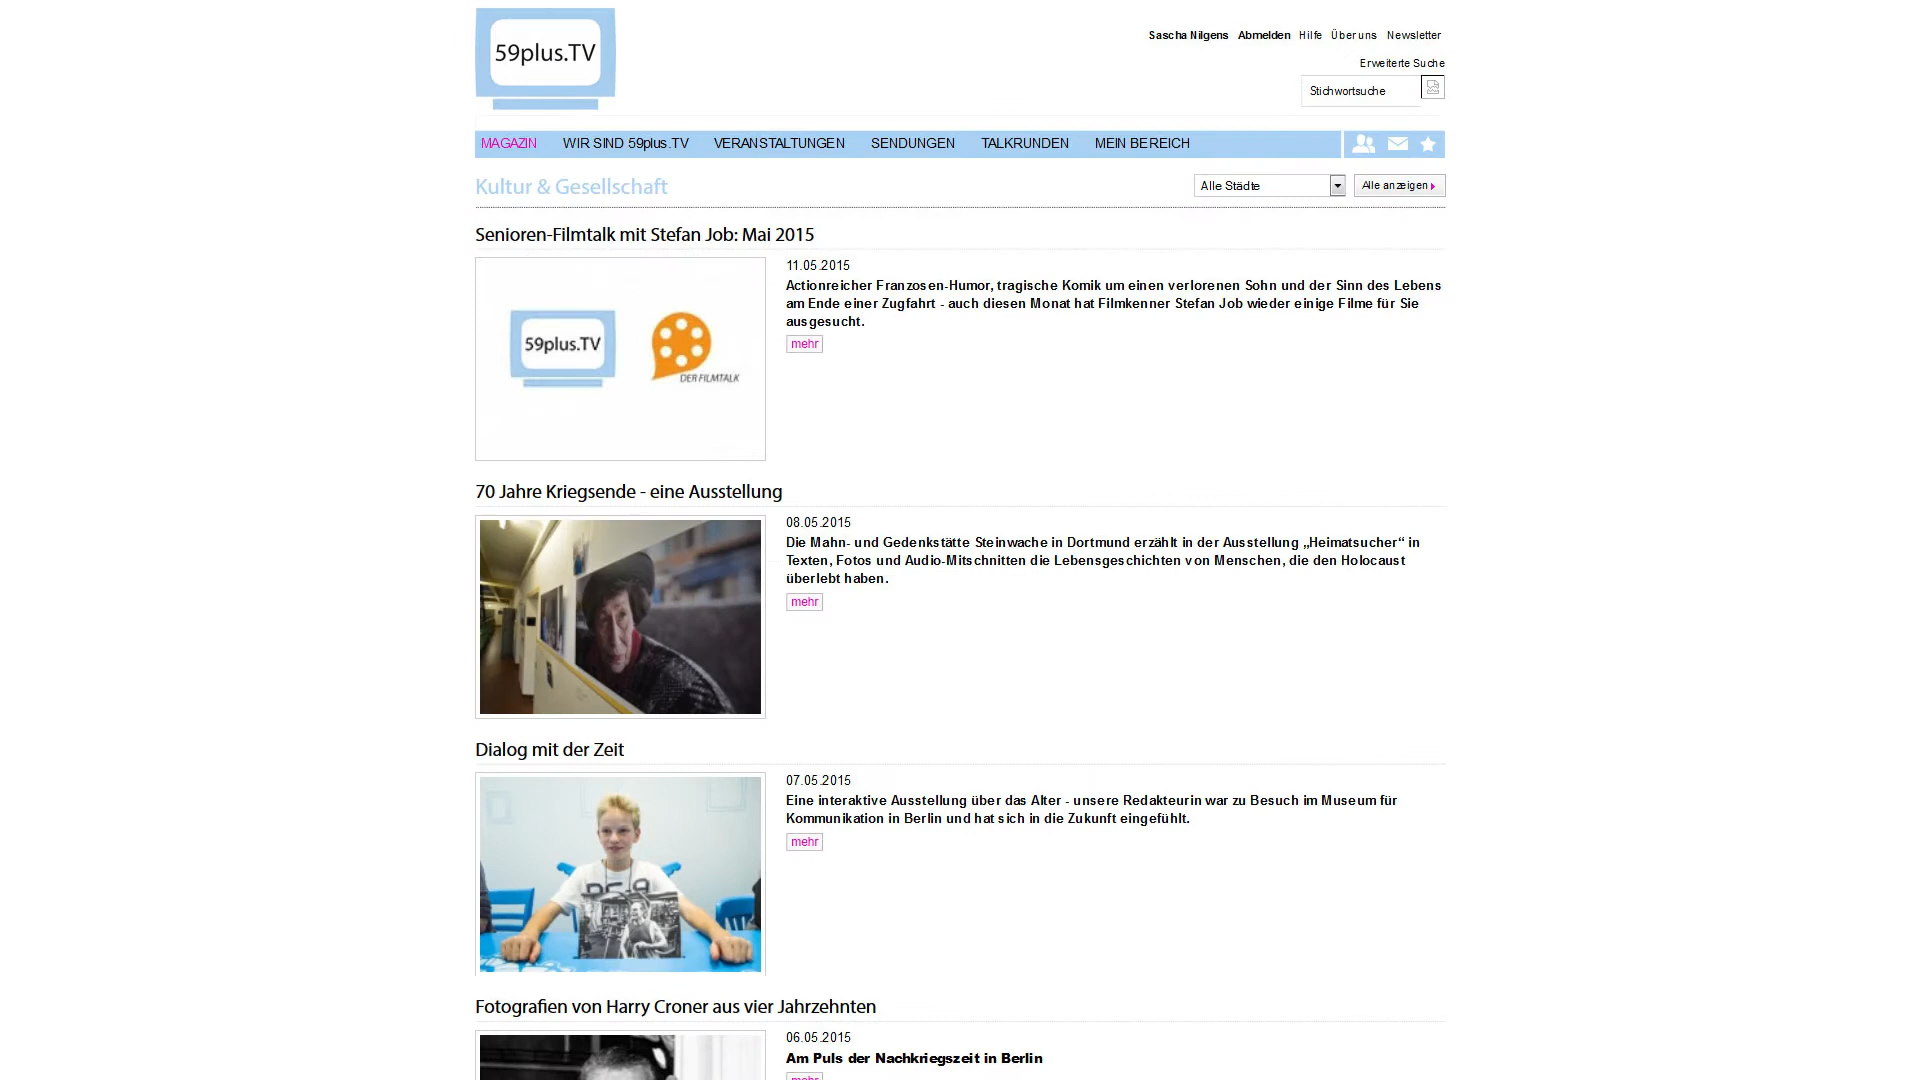 59plus.TV
Sascha Nilgens Abmelden Hilfe Über uns Newsletter
Erweiterte Suche
Stichwortsuche
MAGAZIN WIR SIND 59plus.TV VERANSTALTUNGEN SENDUNGEN TALKRUNDEN MEIN BEREICH
Kultur & Gesellschaft
Alle Städte
Alle anzeigen
Senioren-Filmtalk mit Stefan Job: Mai 2015
59plus.TV
DER FILMTALK
11.05.2015
Actionreicher Franzosen-Humor, tragische Komik um einen verlorenen Sohn und der Sinn des Lebens
am Ende einer Zugfahrt - auch diesen Monat hat Filmkenner Stefan Job wieder einige Filme für Sie
ausgesucht.
mehr
70 Jahre Kriegsende - eine Ausstellung
08.05.2015
Die Mahn- und Gedenkstätte Steinwache in Dortmund erzählt in der Ausstellung „Heimatsucher“ in
Texten, Fotos und Audio-Mitschnitten die Lebensgeschichten von Menschen, die den Holocaust
überlebt haben.
mehr
Dialog mit der Zeit
07.05.2015
Eine interaktive Ausstellung über das Alter - unsere Redakteurin war zu Besuch im Museum für
Kommunikation in Berlin und hat sich in die Zukunft eingefühlt.
mehr
Fotografien von Harry Croner aus vier Jahrzehnten
06.05.2015
Am Puls der Nachkriegszeit in Berlin
mehr